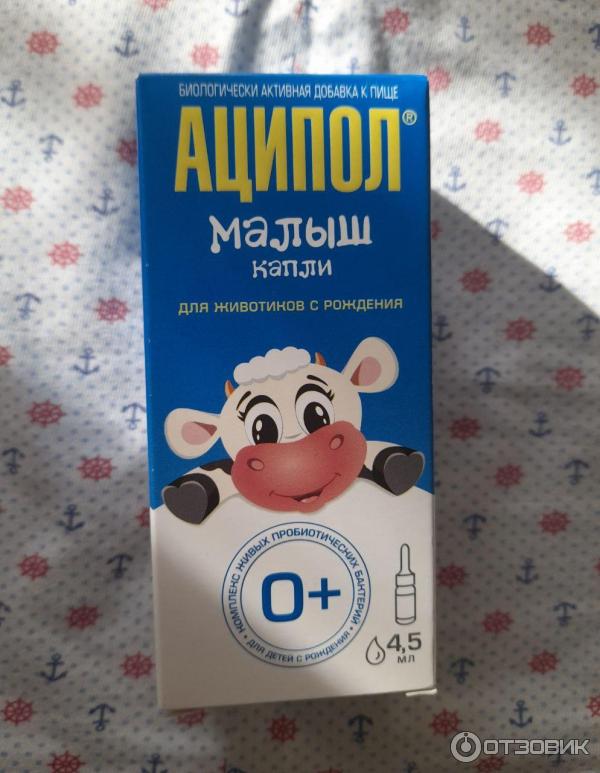 БИОЛОГИЧЕСКИ АКТИВНАЯ ДОБАВКА К ПИЩЕ
АЦИПОЛ®
малыш
капли
ДЛЯ ЖИВОТИКОВ С РОЖДЕНИЯ
КОМПЛЕКС ЖИВЫХ ПРОБИОТИЧЕСКИХ БАКТЕРИЙ
0+
• ДЛЯ ДЕТЕЙ С РОЖДЕНИЯ •
4,5
мл
ОТЗОВИК